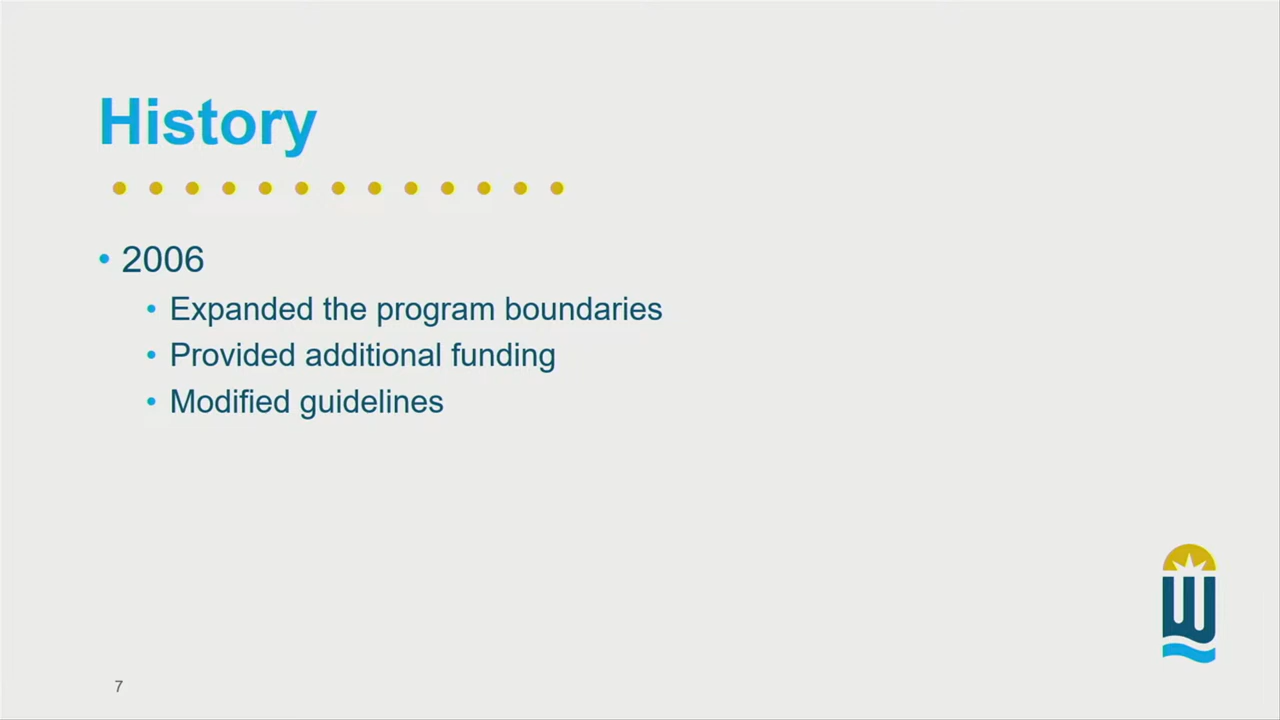 History
• 2006
• Expanded the program boundaries
• Provided additional funding
• Modified guidelines
W
7